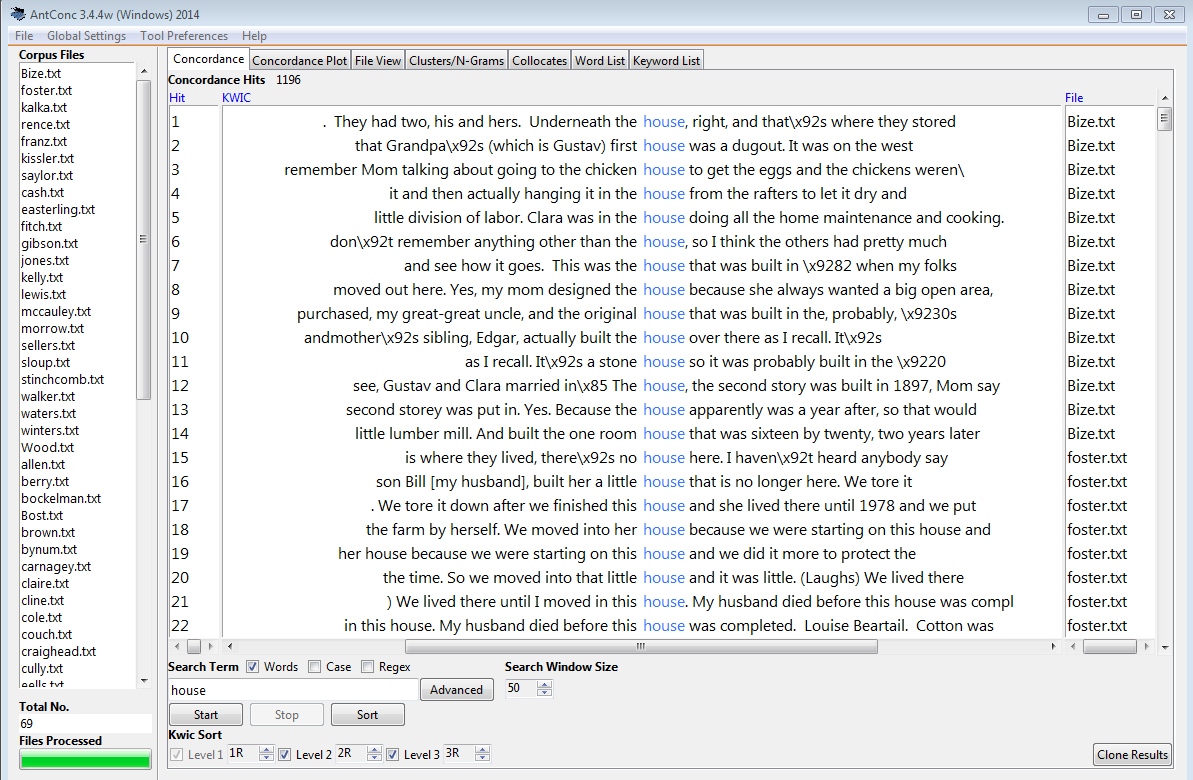 AntConc 3.4.4w (Windows) 2014
File Global Settings Tool Preferences Help
Corpus Files
Bize.txt
foster.txt
kalka.txt
rence.txt
franz.txt
kissler.txt
saylor.txt
cash.txt
easterling.txt
fitch.txt
gibson.txt
jones.txt
kelly.txt
lewis.txt
mccauley.txt
morrow.txt
sellers.txt
sloup.txt
stinchcomb.txt
walker.txt
waters.txt
winters.txt
Wood.txt
allen.txt
berry.txt
bockelman.txt
Bost.txt
brown.txt
bynum.txt
carnagey.txt
claire.txt
cline.txt
cole.txt
couch.txt
craighead.txt
cully.txt
eells.txt
Total No.
69
Files Processed
Concordance Concordance Plot File View Clusters/N-Grams Collocates Word List Keyword List
Concordance Hits 1196
Hit KWIC File
1 . They had two, his and hers. Underneath the house, right, and that\x92s where they stored Bize.txt
2 that Grandpa\x92s (which is Gustav) first house was a dugout. It was on the west Bize.txt
3 remember Mom talking about going to the chicken house to get the eggs and the chickens weren\ Bize.txt
4 it and then actually hanging it in the house from the rafters to let it dry and Bize.txt
5 little division of labor. Clara was in the house doing all the home maintenance and cooking. Bize.txt
6 don\x92t remember anything other than the house, so I think the others had pretty much Bize.txt
7 and see how it goes. This was the house that was built in \x9282 when my folks Bize.txt
8 moved out here. Yes, my mom designed the house because she always wanted a big open area, Bize.txt
9 purchased, my great-great uncle, and the original house that was built in the, probably, \x9230s Bize.txt
10 andmother\x92s sibling, Edgar, actually built the house over there as I recall. It\x92s Bize.txt
11 as I recall. It\x92s a stone house so it was probably built in the \x9220 Bize.txt
12 see, Gustav and Clara married in\x85 The house, the second story was built in 1897, Mom say Bize.txt
13 second storey was put in. Yes. Because the house apparently was a year after, so that would Bize.txt
14 little lumber mill. And built the one room house that was sixteen by twenty, two years later Bize.txt
15 is where they lived, there\x92s no house here. I haven\x92t heard anybody say foster.txt
16 son Bill [my husband], built her a little house that is no longer here. We tore it foster.txt
17 . We tore it down after we finished this house and she lived there until 1978 and we put foster.txt
18 the farm by herself. We moved into her house because we were starting on this house and foster.txt
19 her house because we were starting on this house and we did it more to protect the foster.txt
20 the time. So we moved into that little house and it was little. (Laughs) We lived there foster.txt
21 ) We lived there until I moved in this house. My husband died before this house was compl foster.txt
22 in this house. My husband died before this house was completed. Louise Beartail. Cotton was foster.txt
Search Term Words Case Regex Search Window Size
house Advanced 50
Start Stop Sort
Kwic Sort
Level 1 1R Level 2 2R Level 3 3R Clone Results